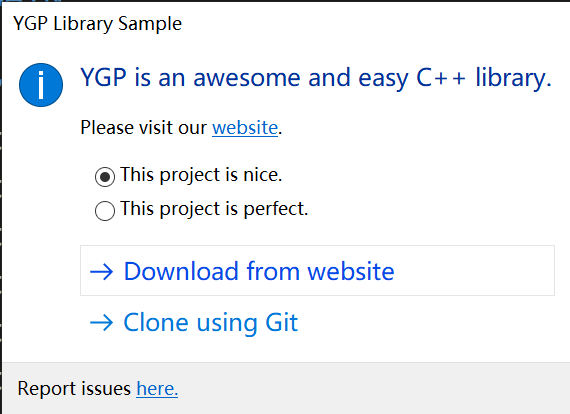 YGP Library Sample
YGP is an awesome and easy C++ library.
Please visit our website.
This project is nice.
This project is perfect.
Download from website
Clone using Git
Report issues here.